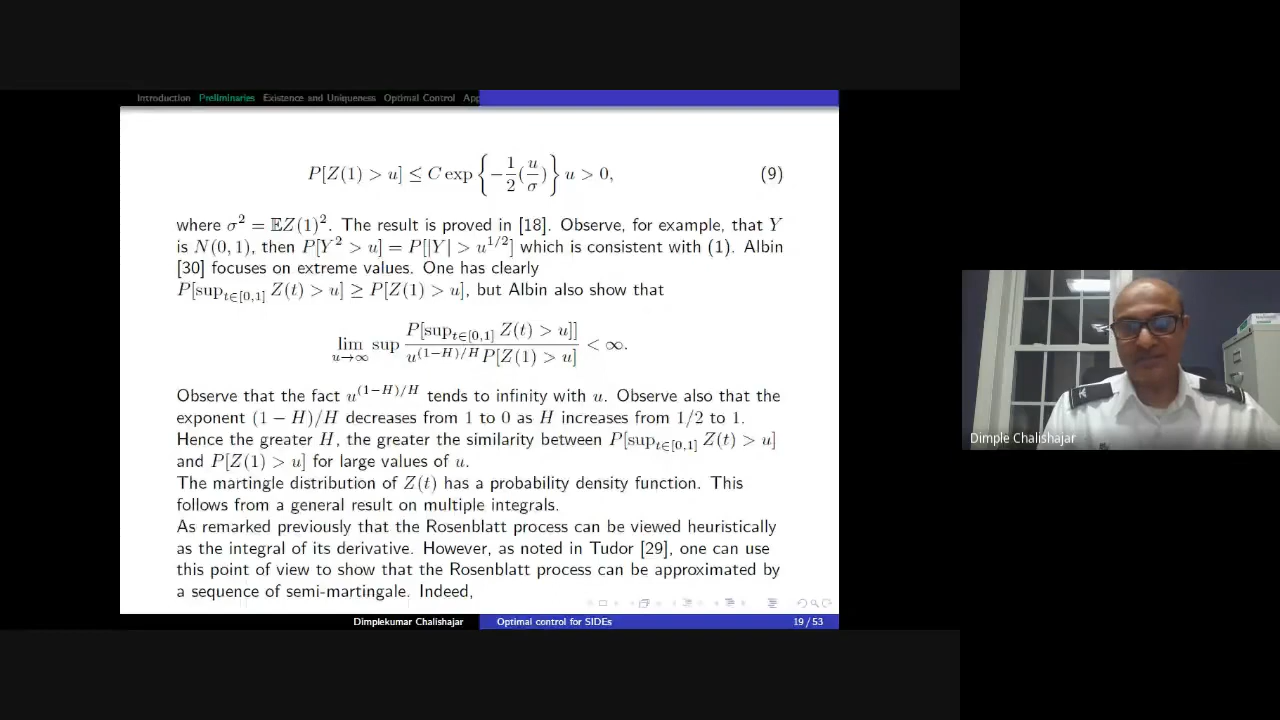 Introduction Preliminaries Existence and Uniqueness Optimal Control App
P[Z(1) > u] ≤ C exp { −1/2 (u/σ) } u > 0, (9)
where σ² = 𝔼Z(1)². The result is proved in [18]. Observe, for example, that Y
is N(0, 1), then P[Y² > u] = P[|Y| > u^{1/2}] which is consistent with (1). Albin
[30] focuses on extreme values. One has clearly
P[sup_{t∈[0,1]} Z(t) > u] ≥ P[Z(1) > u], but Albin also show that
lim sup_{u→∞} P[sup_{t∈[0,1]} Z(t) > u]] / u^{(1−H)/H} P[Z(1) > u] < ∞.
Observe that the fact u^{(1−H)/H} tends to infinity with u. Observe also that the
exponent (1 − H)/H decreases from 1 to 0 as H increases from 1/2 to 1.
Hence the greater H, the greater the similarity between P[sup_{t∈[0,1]} Z(t) > u]
and P[Z(1) > u] for large values of u.
The martingle distribution of Z(t) has a probability density function. This
follows from a general result on multiple integrals.
As remarked previously that the Rosenblatt process can be viewed heuristically
as the integral of its derivative. However, as noted in Tudor [29], one can use
this point of view to show that the Rosenblatt process can be approximated by
a sequence of semi-martingale. Indeed,
Dimplekumar Chalishajar Optimal control for SIDEs 19 / 53
Dimple Chalishajar